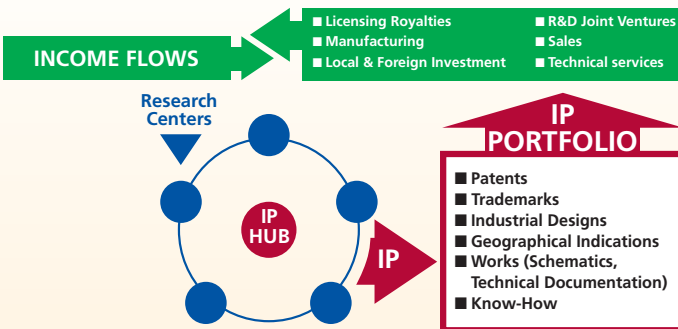 ■ Licensing Royalties
■ Manufacturing
■ Local & Foreign Investment
■ R&D Joint Ventures
■ Sales
■ Technical services
INCOME FLOWS
Research
Centers
IP
HUB
IP
IP
PORTFOLIO
■ Patents
■ Trademarks
■ Industrial Designs
■ Geographical Indications
■ Works (Schematics,
Technical Documentation)
■ Know-How